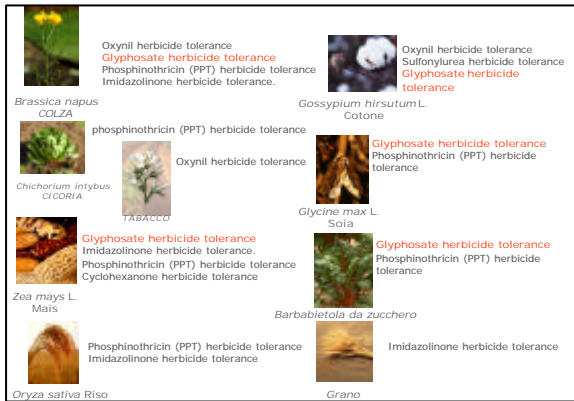 Oxynil herbicide tolerance
Glyphosate herbicide tolerance
Phosphinothricin (PPT) herbicide tolerance
Imidazolinone herbicide tolerance.
Brassica napus
COLZA
Oxynil herbicide tolerance
Sulfonylurea herbicide tolerance
Glyphosate herbicide
tolerance
Gossypium hirsutum L.
Cotone
phosphinothricin (PPT) herbicide tolerance
Chichorium intybus
CICORIA
Oxynil herbicide tolerance
TABACCO
Glyphosate herbicide tolerance
Phosphinothricin (PPT) herbicide
tolerance
Glycine max L.
Soia
Glyphosate herbicide tolerance
Imidazolinone herbicide tolerance.
Phosphinothricin (PPT) herbicide tolerance
Cyclohexanone herbicide tolerance
Zea mays L.
Mais
Glyphosate herbicide tolerance
Phosphinothricin (PPT) herbicide
tolerance
Barbabietola da zucchero
Phosphinothricin (PPT) herbicide tolerance
Imidazolinone herbicide tolerance
Oryza sativa Riso
Imidazolinone herbicide tolerance
Grano